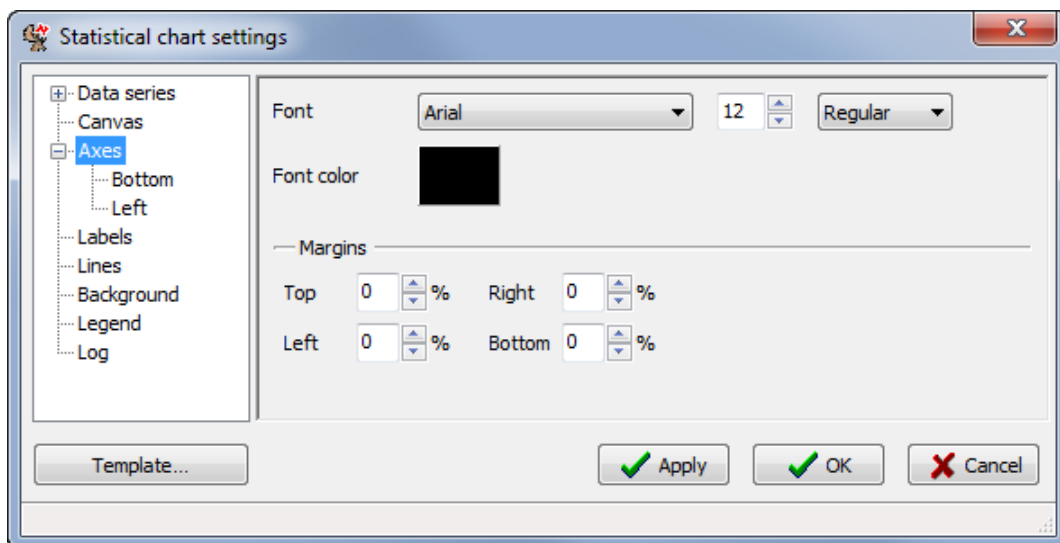 Statistical chart settings
Data series
Canvas
Axes
Bottom
Left
Labels
Lines
Background
Legend
Log
Font Arial 12 Regular
Font color
Margins
Top 0 % Right 0 %
Left 0 % Bottom 0 %
Template... Apply OK Cancel